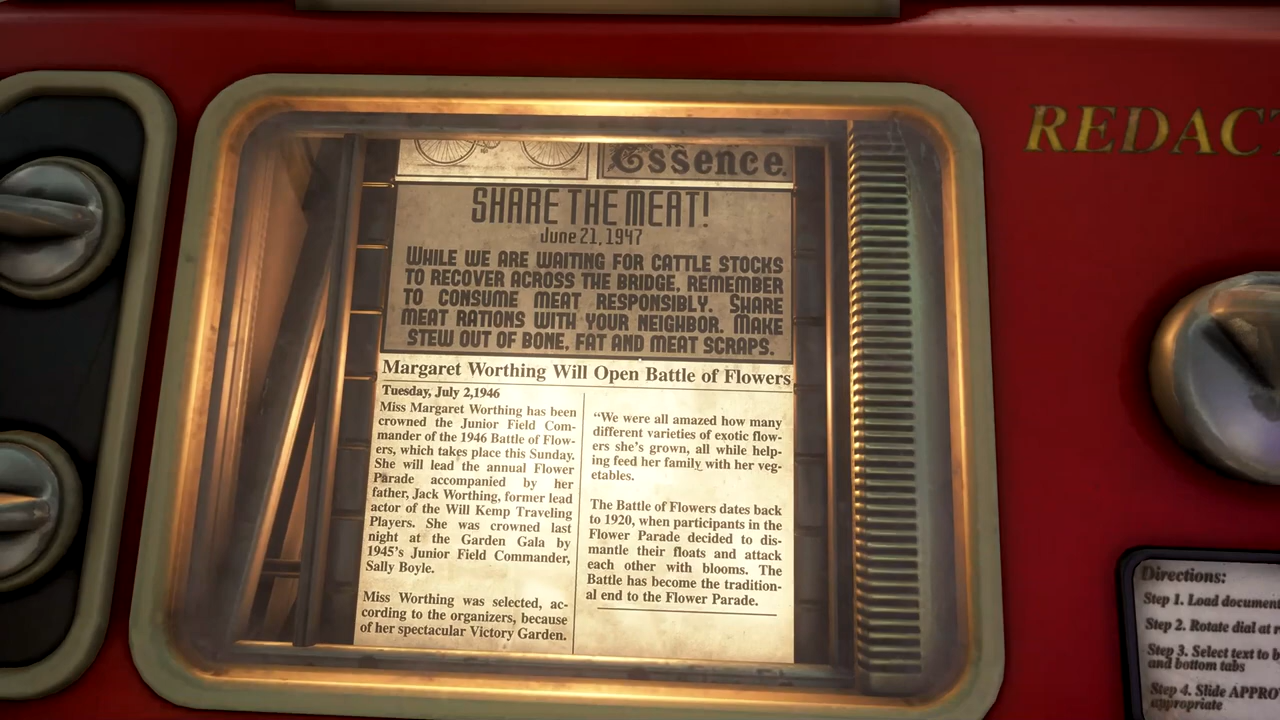 Essence.
REDAC
SHARE THE MEAT!
June 21, 1947
WHILE WE ARE WAITING FOR CATTLE STOCKS
TO RECOVER ACROSS THE BRIDGE, REMEMBER
TO CONSUME MEAT RESPONSIBLY. SHARE
MEAT RATIONS WITH YOUR NEIGHBOR. MAKE
STEW OUT OF BONE, FAT AND MEAT SCRAPS.
Margaret Worthing Will Open Battle of Flowers
Tuesday, July 2,1946
Miss Margaret Worthing has been
crowned the Junior Field Com-
mander of the 1946 Battle of Flow-
ers, which takes place this Sunday.
She will lead the annual Flower
Parade accompanied by her
father, Jack Worthing, former lead
actor of the Will Kemp Traveling
Players. She was crowned last
night at the Garden Gala by
1945's Junior Field Commander,
Sally Boyle.
Miss Worthing was selected, ac-
cording to the organizers, because
of her spectacular Victory Garden.
“We were all amazed how many
different varieties of exotic flow-
ers she's grown, all while help-
ing feed her family with her veg-
etables.
The Battle of Flowers dates back
to 1920, when participants in the
Flower Parade decided to dis-
mantle their floats and attack
each other with blooms. The
Battle has become the tradition-
al end to the Flower Parade.
Directions:
Step 1. Load documen
Step 2. Rotate dial at r
Step 3. Select text to b
and bottom tabs
Step 4. Slide APPRO
appropriate